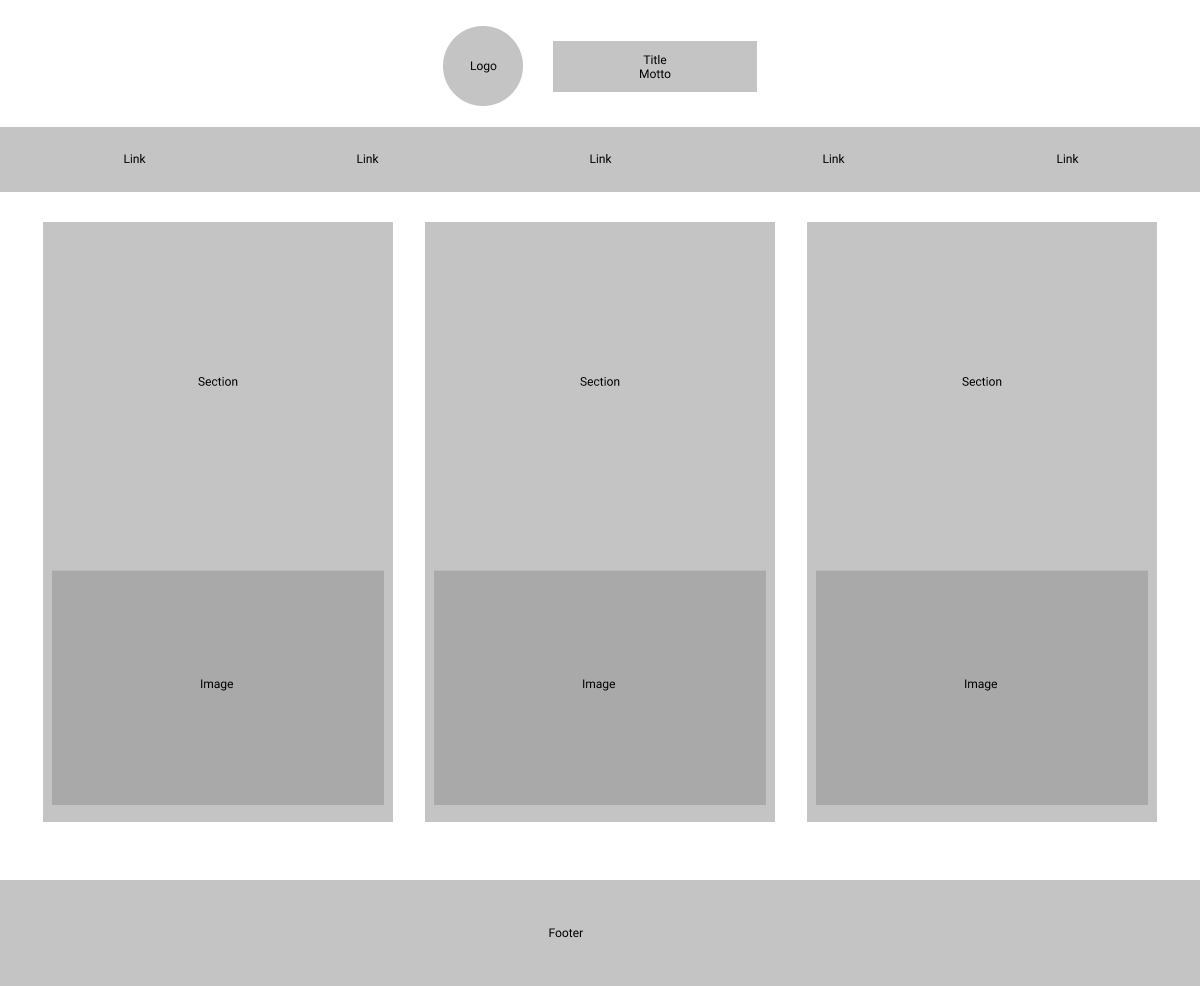 Logo
Title
Motto
Link
Link
Link
Link
Link
Section
Section
Section
Image
Image
Image
Footer